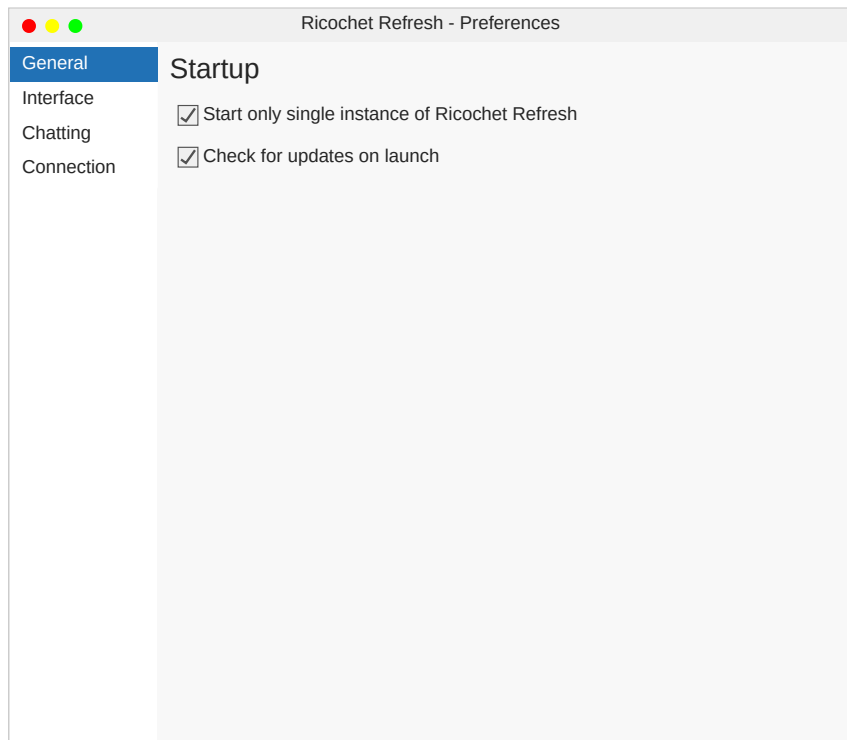 Ricochet Refresh - Preferences
General
Interface
Chatting
Connection
Startup
Start only single instance of Ricochet Refresh
Check for updates on launch